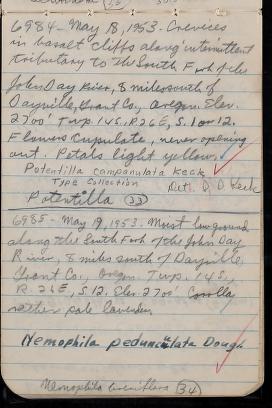 6984 - May 18, 1953. Crevices
in basalt cliffs along intermittent
tributary to the South Fork of the
John Day River, 8 miles south of
Dayville, Grant Co., Oregon. Elev.
2700' Twp. 14S. R26E, S. 1 or 12.
Flowers cupulate, never opening
out. Petals light yellow.
Potentilla campanulata Keck
Type Collection Det. D D Keck
Potentilla (33)
6985 - May 19, 1953. Moist low ground
along the South Fork of the John Day
River, 8 miles south of Dayville,
Grant Co., Oregon. Twp. 14S.,
R. 26E, S. 12. Elev. 2700' Corolla
rather pale lavender
Nemophila pedunculata Dougl
Nemophila breviflora (34)